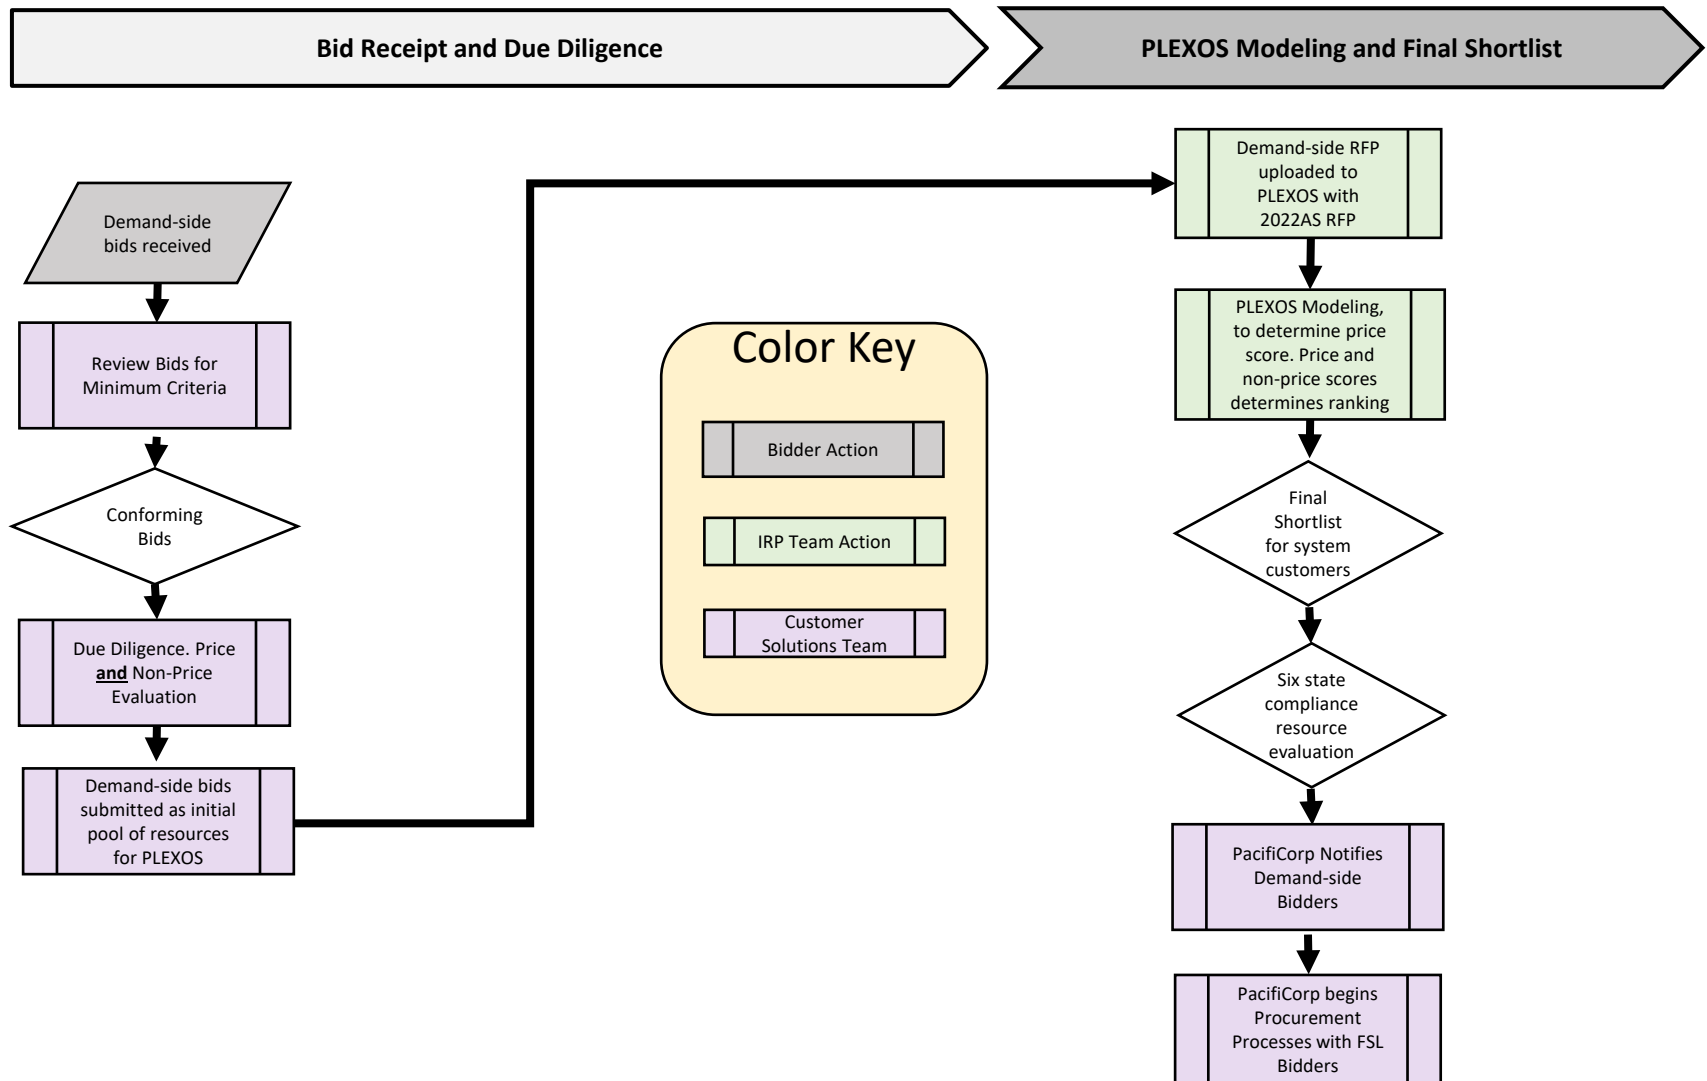 Bid Receipt and Due Diligence
PLEXOS Modeling and Final Shortlist
Demand-side
bids received
Review Bids for
Minimum Criteria
Conforming
Bids
Due Diligence. Price
and Non-Price
Evaluation
Demand-side bids
submitted as initial
pool of resources
for PLEXOS
Color Key
Bidder Action
IRP Team Action
Customer
Solutions Team
Demand-side RFP
uploaded to
PLEXOS with
2022AS RFP
PLEXOS Modeling,
to determine price
score. Price and
non-price scores
determines ranking
Final
Shortlist
for system
customers
Six state
compliance
resource
evaluation
PacifiCorp Notifies
Demand-side
Bidders
PacifiCorp begins
Procurement
Processes with FSL
Bidders